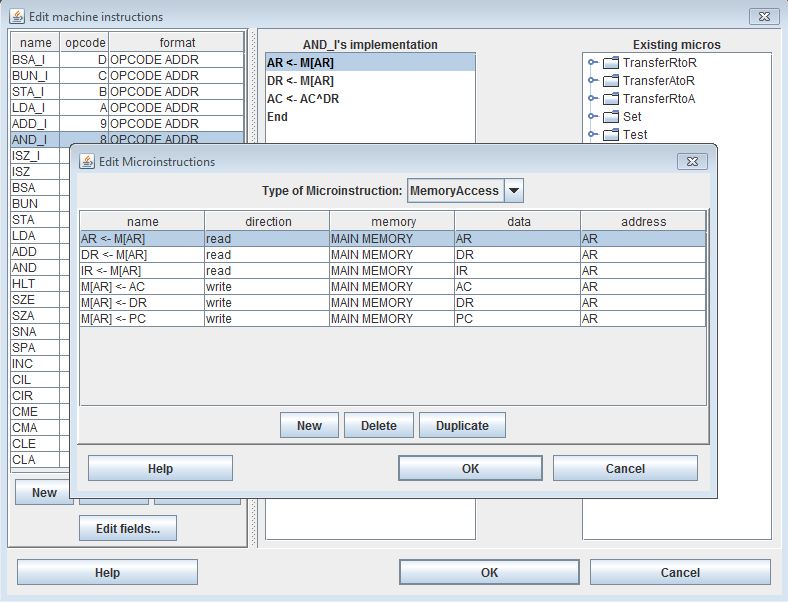 Edit machine instructions
name opcode format
BSA_I D OPCODE ADDR
BUN_I C OPCODE ADDR
STA_I B OPCODE ADDR
LDA_I A OPCODE ADDR
ADD_I 9 OPCODE ADDR
AND_I 8 OPCODE ADDR
ISZ_I
ISZ
BSA
BUN
STA
LDA
ADD
AND
HLT
SZE
SZA
SNA
SPA
INC
CIL
CIR
CME
CMA
CLE
CLA
New
Edit fields...
AND_I's implementation
AR <- M[AR]
DR <- M[AR]
AC <- AC^DR
End
Existing micros
TransferRtoR
TransferAtoR
TransferRtoA
Set
Test
Edit Microinstructions
Type of Microinstruction: MemoryAccess
name direction memory data address
AR <- M[AR] read MAIN MEMORY AR AR
DR <- M[AR] read MAIN MEMORY DR AR
IR <- M[AR] read MAIN MEMORY IR AR
M[AR] <- AC write MAIN MEMORY AC AR
M[AR] <- DR write MAIN MEMORY DR AR
M[AR] <- PC write MAIN MEMORY PC AR
New Delete Duplicate
Help OK Cancel
Help OK Cancel